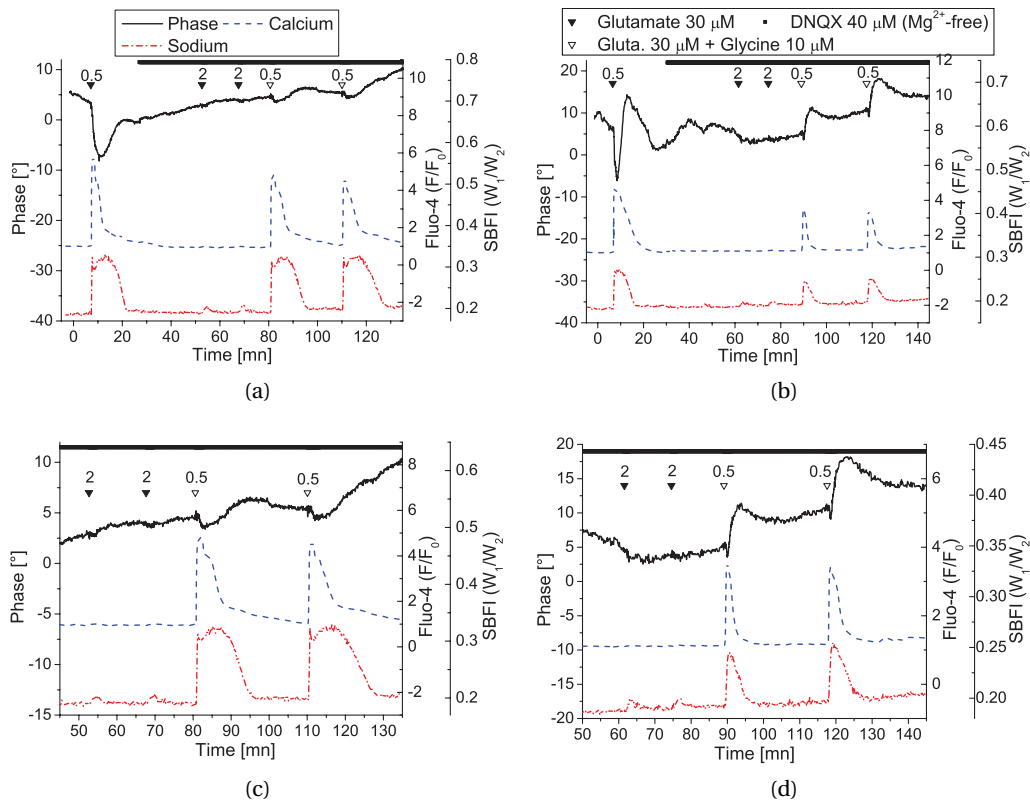 Phase Calcium
Sodium
Glutamate 30 μM DNQX 40 μM (Mg2+-free)
Gluta. 30 μM + Glycine 10 μM
0.5 2 2 0.5 0.5
10
0
-10
-20
-30
-40
Phase [°]
0 20 40 60 80 100 120
Time [mn]
10
8
6
4
2
0
-2
Fluo-4 (F/F0)
0.8
0.7
0.6
0.5
0.4
0.3
0.2
SBFI (W1/W2)
(a)
0.5 2 2 0.5 0.5
20
15
10
5
0
-5
-10
-15
-20
-25
-30
-35
-40
Phase [°]
0 20 40 60 80 100 120 140
Time [mn]
12
10
8
6
4
2
0
-2
Fluo-4 (F/F0)
0.7
0.6
0.5
0.4
0.3
0.2
SBFI (W1/W2)
(b)
2 2 0.5 0.5
10
5
0
-5
-10
-15
Phase [°]
50 60 70 80 90 100 110 120 130
Time [mn]
8
6
4
2
0
-2
Fluo-4 (F/F0)
0.6
0.5
0.4
0.3
0.2
SBFI (W1/W2)
(c)
2 2 0.5 0.5
20
15
10
5
0
-5
-10
-15
-20
Phase [°]
50 60 70 80 90 100 110 120 130 140
Time [mn]
6
4
2
0
Fluo-4 (F/F0)
0.45
0.40
0.35
0.30
0.25
0.20
SBFI (W1/W2)
(d)